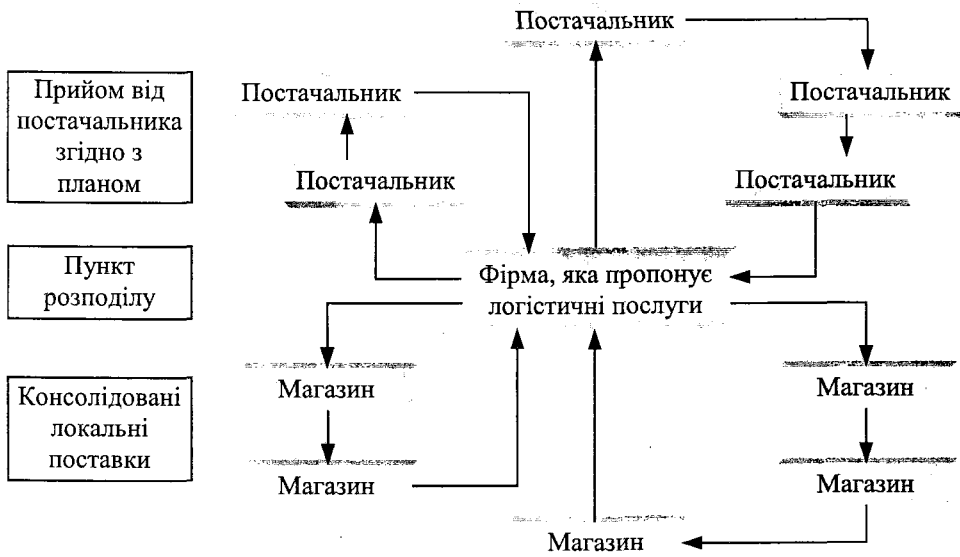 Постачальник
Прийом від
постачальника
згідно з
планом
Постачальник
Постачальник
Постачальник
Постачальник
Пункт
розподілу
Фірма, яка пропонує
логістичні послуги
Консолідовані
локальні
поставки
Магазин
Магазин
Магазин
Магазин
Магазин